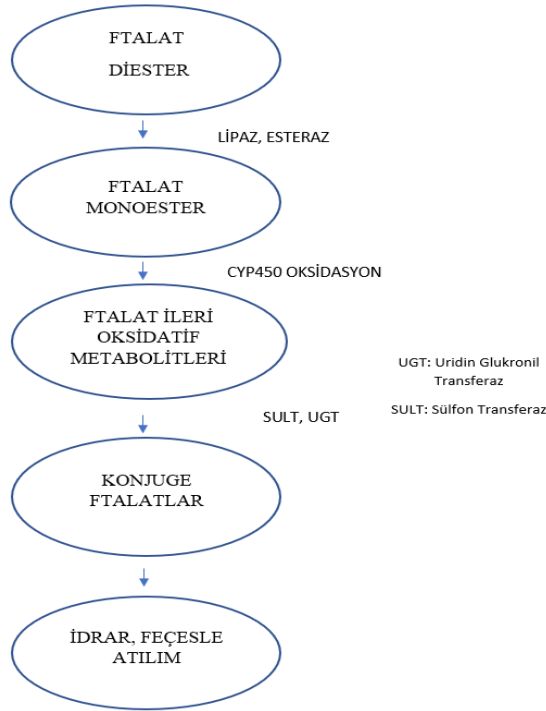 FTALAT
DİESTER
LİPAZ, ESTERAZ
FTALAT
MONOESTER
CYP450 OKSİDASYON
FTALAT İLERİ
OKSİDATİF
METABOLİTLERİ
UGT: Uridin Glukronil
Transferaz
SULT: Sülfon Transferaz
SULT, UGT
KONJUGE
FTALATLAR
İDRAR, FEÇESLE
ATILIM